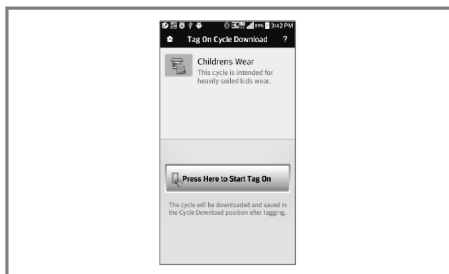 3:42 PM
Tag On Cycle Download ?
Childrens Wear
This cycle is intended for
heavily soiled kids wear.
Press Here to Start Tag On
The cycle will be downloaded and saved in
the Cycle Download position after tagging.